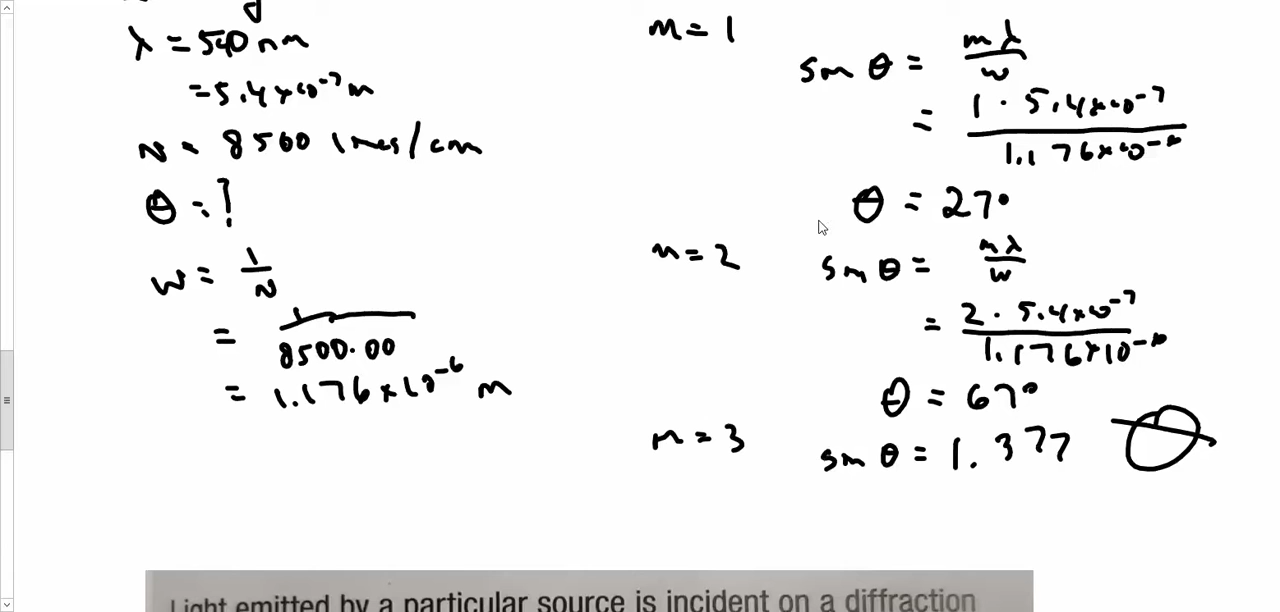 λ = 540 nm
= 5.4×10⁻⁷ m
N = 8500 lines/cm
θ = ?
w = 1/N
= 1/8500.00
= 1.176×10⁻⁶ m
m = 1
sin θ = mλ/w
= 1 · 5.4×10⁻⁷ / 1.176×10⁻⁶
θ = 27°
m = 2
sin θ = mλ/w
= 2 · 5.4×10⁻⁷ / 1.176×10⁻⁶
θ = 67°
m = 3
sin θ = 1.377
Light emitted by a particular source is incident on a diffraction